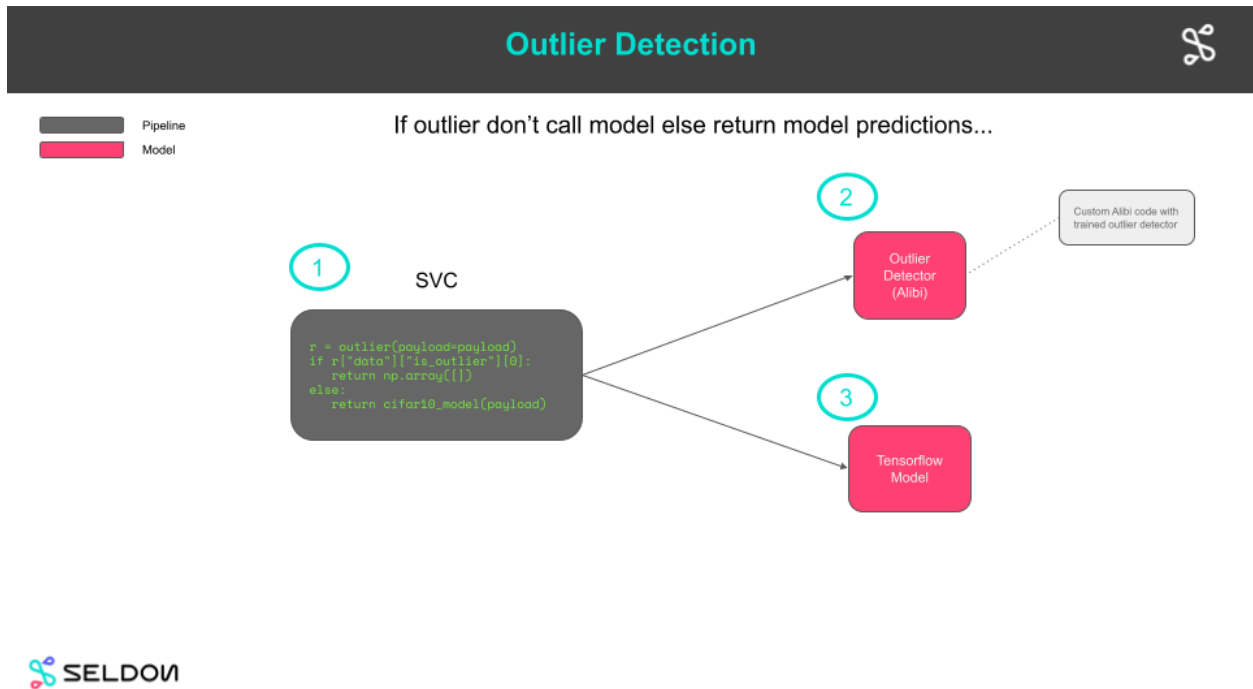 Outlier Detection
Pipeline
Model
If outlier don't call model else return model predictions...
1
SVC
r = outlier(payload=payload)
if r["data"]["is_outlier"][0]:
   return np.array([])
else:
   return cifar10_model(payload)
2
Outlier
Detector
(Alibi)
Custom Alibi code with
trained outlier detector
3
Tensorflow
Model
SELDON